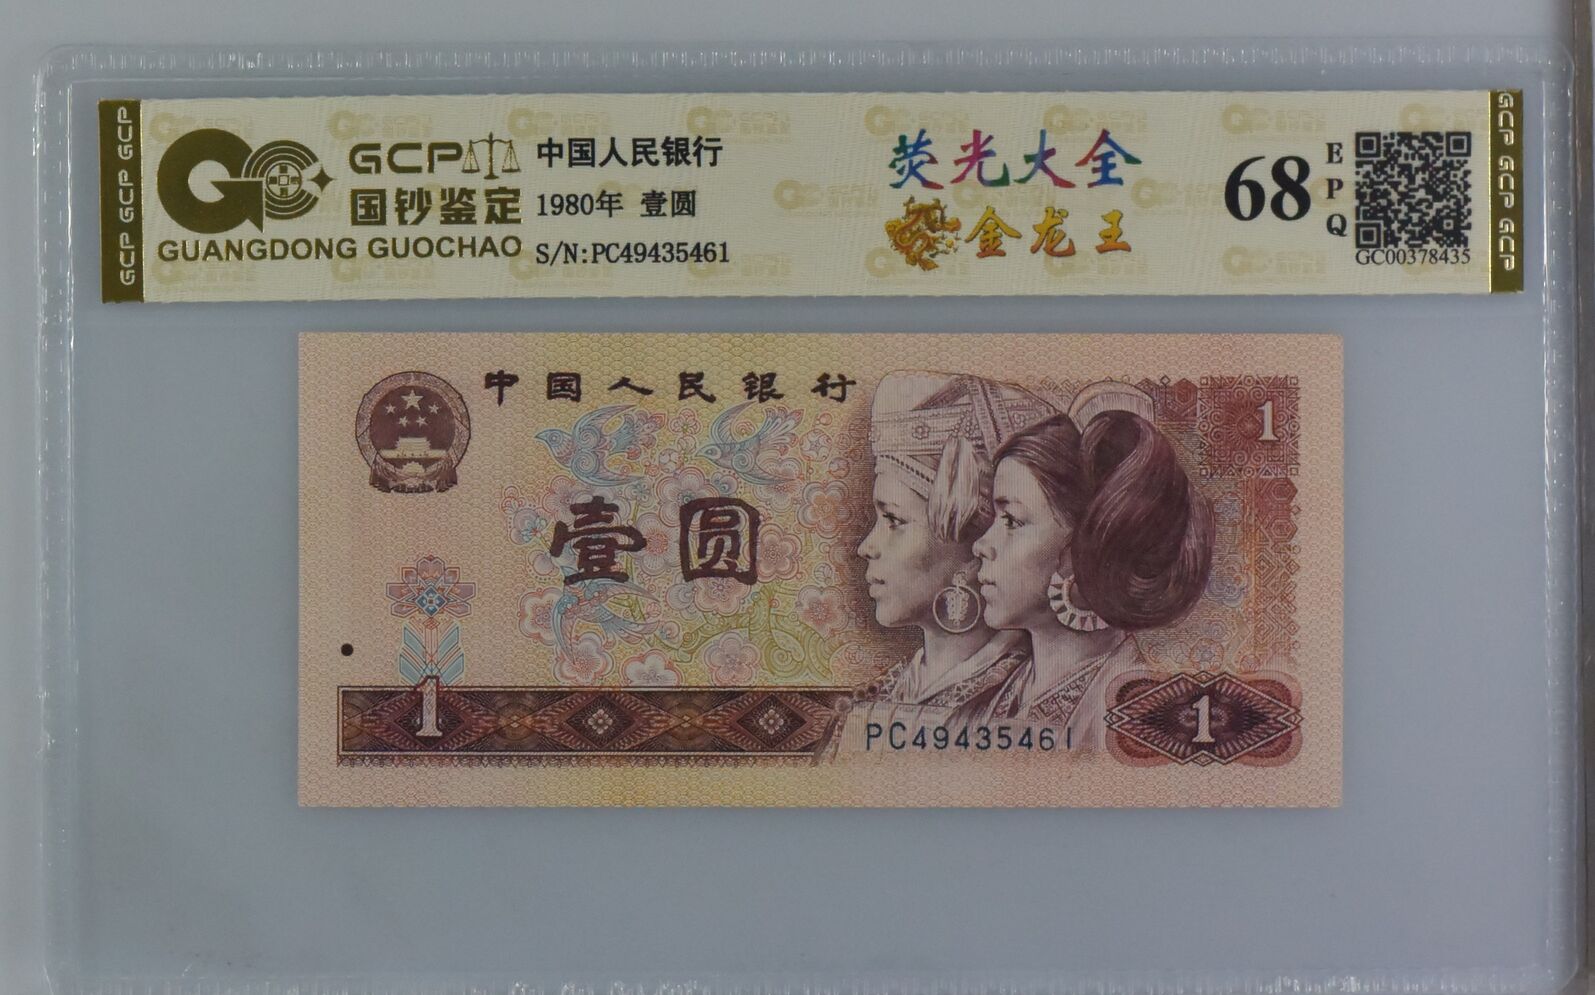 GCP GCP GCP
GCP
国钞鉴定
GUANGDONG GUOCHAO
中国人民银行
1980年 壹圆
S/N:PC49435461
荧光大全
金龙王
68
EPQ
GC00378435
GCP GCP GCP
中国人民银行
1
壹圆
1
PC49435461
1